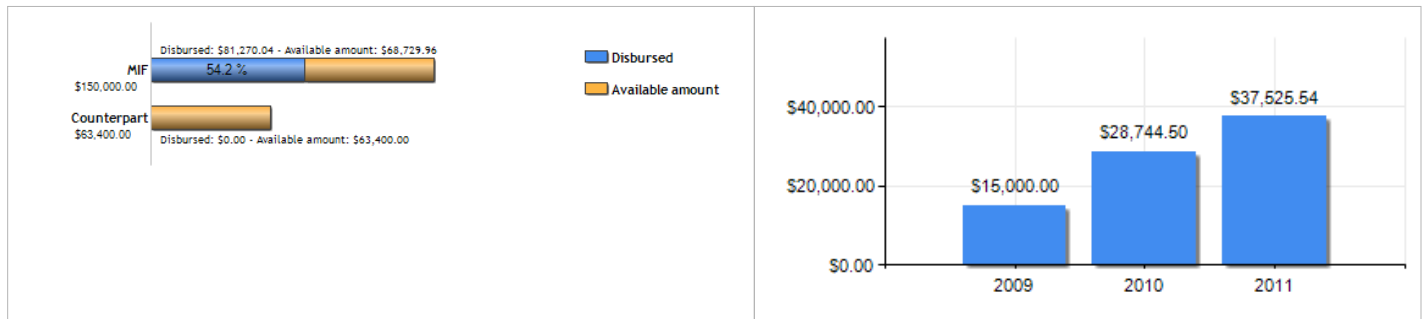 Disbursed: $81,270.04 - Available amount: $68,729.96
MIF
54.2 %
$150,000.00
Counterpart
$63,400.00
Disbursed: $0.00 - Available amount: $63,400.00
Disbursed
Available amount
$40,000.00
$20,000.00
$0.00
$15,000.00
$28,744.50
$37,525.54
2009
2010
2011